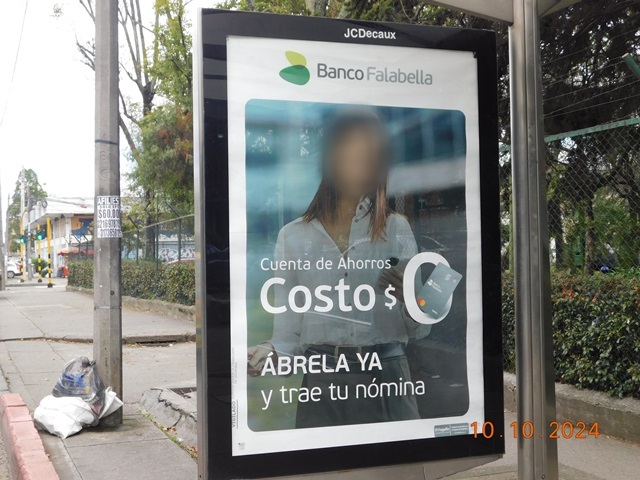 JCDecaux
Banco Falabella
Cuenta de Ahorros
Costo $0
ÁBRELA YA
y trae tu nómina
10.10.2024